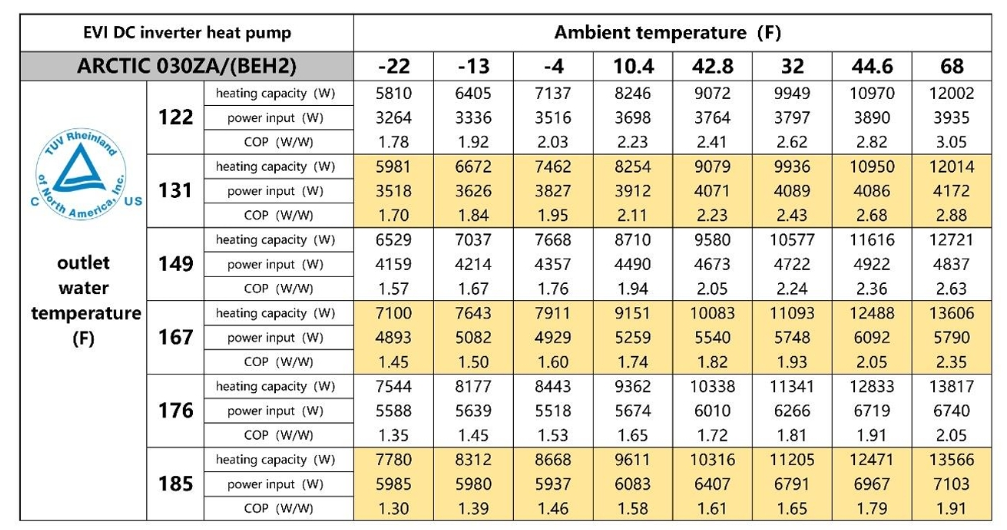 EVI DC inverter heat pump Ambient temperature (F)
ARCTIC 030ZA/(BEH2) -22 -13 -4 10.4 42.8 32 44.6 68
heating capacity (W) 5810 6405 7137 8246 9072 9949 10970 12002
122 power input (W) 3264 3336 3516 3698 3764 3797 3890 3935
COP (W/W) 1.78 1.92 2.03 2.23 2.41 2.62 2.82 3.05
TUV Rheinland
of North America, Inc.
C US
heating capacity (W) 5981 6672 7462 8254 9079 9936 10950 12014
131 power input (W) 3518 3626 3827 3912 4071 4089 4086 4172
COP (W/W) 1.70 1.84 1.95 2.11 2.23 2.43 2.68 2.88
outlet
water
temperature
(F)
heating capacity (W) 6529 7037 7668 8710 9580 10577 11616 12721
149 power input (W) 4159 4214 4357 4490 4673 4722 4922 4837
COP (W/W) 1.57 1.67 1.76 1.94 2.05 2.24 2.36 2.63
heating capacity (W) 7100 7643 7911 9151 10083 11093 12488 13606
167 power input (W) 4893 5082 4929 5259 5540 5748 6092 5790
COP (W/W) 1.45 1.50 1.60 1.74 1.82 1.93 2.05 2.35
heating capacity (W) 7544 8177 8443 9362 10338 11341 12833 13817
176 power input (W) 5588 5639 5518 5674 6010 6266 6719 6740
COP (W/W) 1.35 1.45 1.53 1.65 1.72 1.81 1.91 2.05
heating capacity (W) 7780 8312 8668 9611 10316 11205 12471 13566
185 power input (W) 5985 5980 5937 6083 6407 6791 6967 7103
COP (W/W) 1.30 1.39 1.46 1.58 1.61 1.65 1.79 1.91